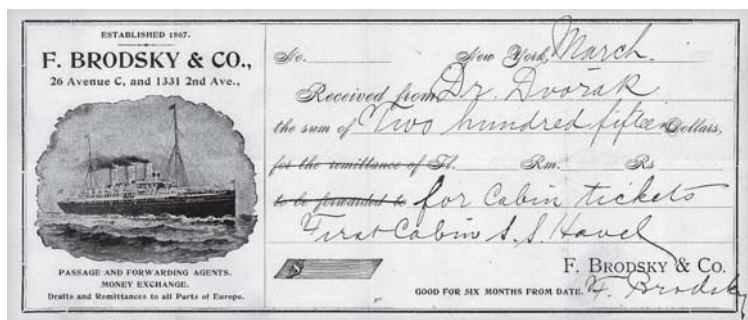 ESTABLISHED 1867.
F. BRODSKY & CO.,
26 Avenue C, and 1331 2nd Ave.,
PASSAGE AND FORWARDING AGENTS.
MONEY EXCHANGE.
Drafts and Remittances to all Parts of Europe.
No. New York, March.
Received from Dr. Dvořák
the sum of Two hundred fifteen Dollars,
for the remittance of Fl. Rm. Rs
to be forwarded to for Cabin tickets
First Cabin S.S. Havel
$
F. BRODSKY & CO.
GOOD FOR SIX MONTHS FROM DATE. F. Brodsky